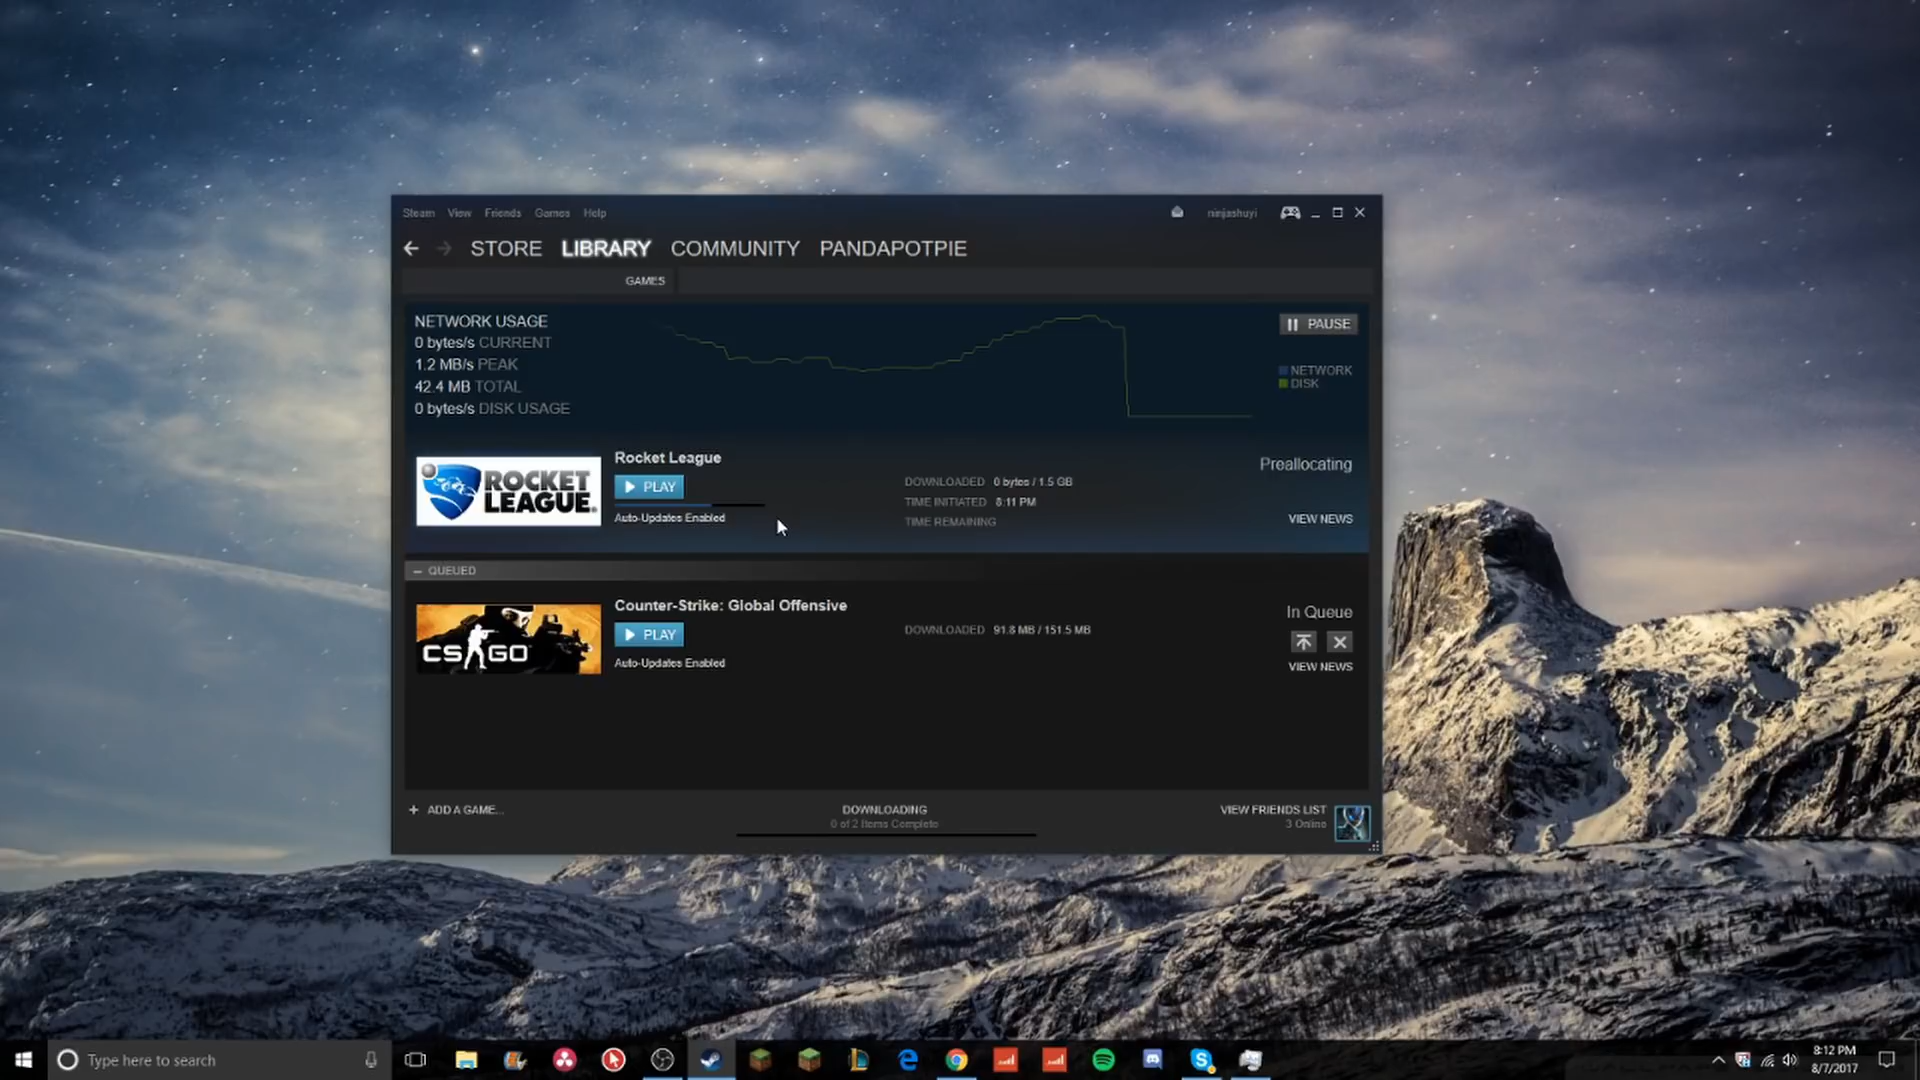 Steam View Friends Games Help
ninjashuyi
STORE LIBRARY COMMUNITY PANDAPOTPIE
GAMES
NETWORK USAGE
0 bytes/s CURRENT
1.2 MB/s PEAK
42.4 MB TOTAL
0 bytes/s DISK USAGE
PAUSE
NETWORK
DISK
ROCKET
LEAGUE
Rocket League
PLAY
Auto-Updates Enabled
DOWNLOADED 0 bytes / 1.5 GB
TIME INITIATED 8:11 PM
TIME REMAINING
Preallocating
VIEW NEWS
QUEUED
CS GO
Counter-Strike: Global Offensive
PLAY
Auto-Updates Enabled
DOWNLOADED 91.8 MB / 151.5 MB
In Queue
VIEW NEWS
+ ADD A GAME...
DOWNLOADING
0 of 2 Items Complete
VIEW FRIENDS LIST
3 Online
Type here to search
8:12 PM
8/7/2017